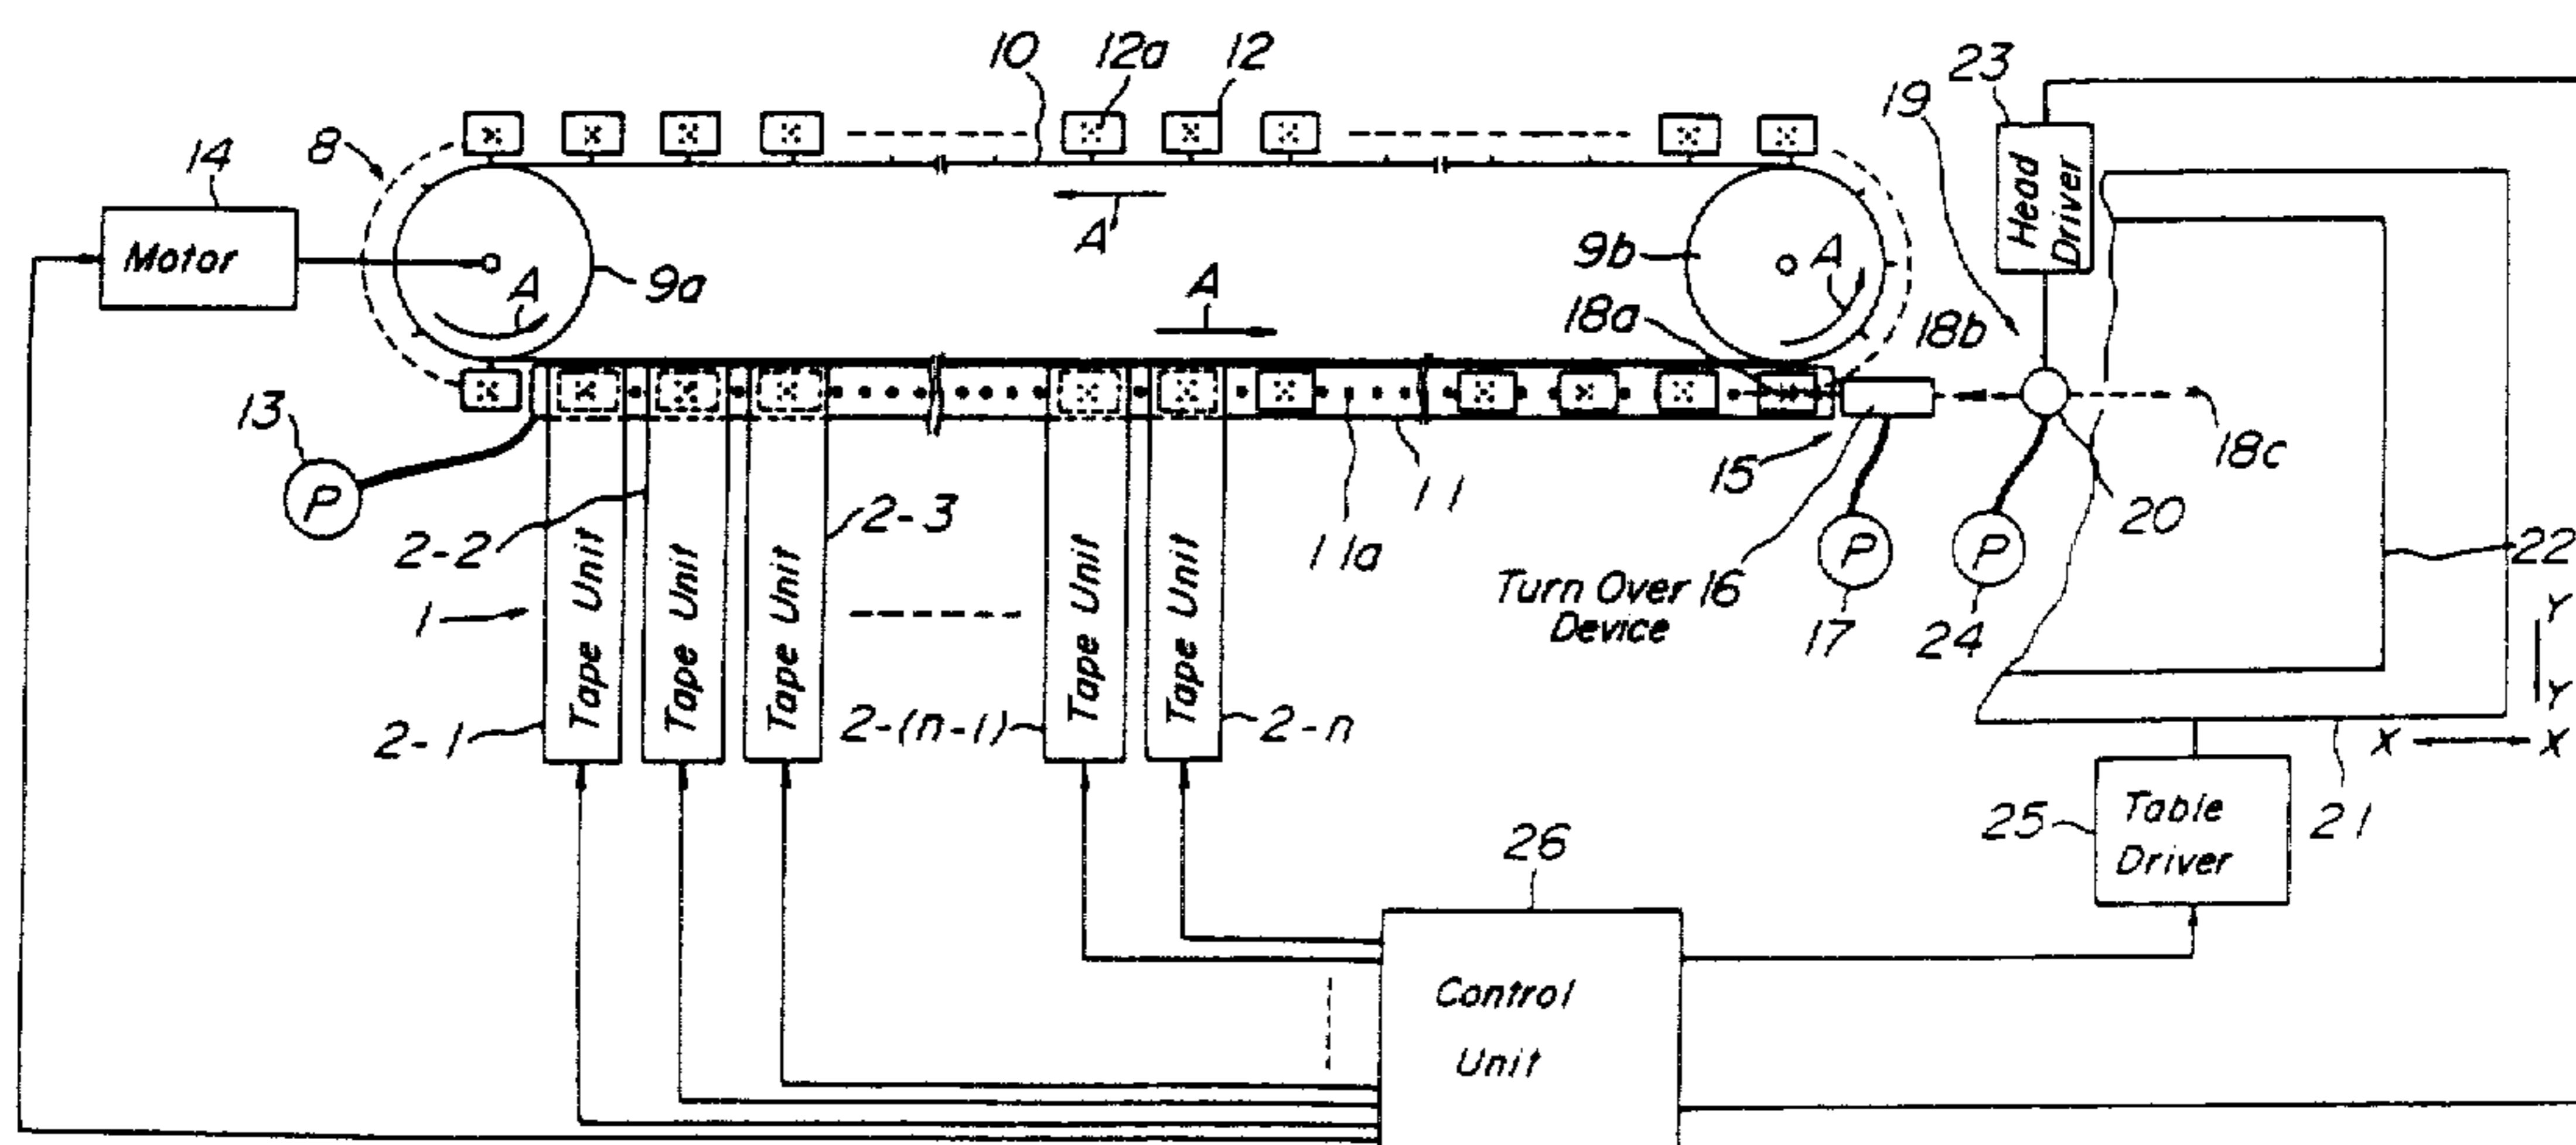 10
12a
12
23
19
14
8
Motor
A
A
9a
A
9b
A
18a
18b
Head
Driver
13
P
18c
15
11
11a
20
2-2
2-3
1
Tape Unit
Tape Unit
Tape Unit
Tape Unit
Tape Unit
P
P
Turn Over 16
Device
17
24
22
Y
Y
2-1
2-(n-1)
2-n
X
X
25
Table
Driver
21
26
Control
Unit